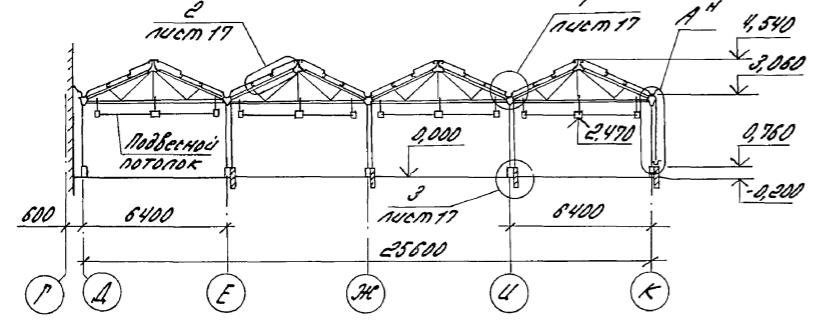 2
лист 17
1
лист 17
Ан
4,540
3,060
Подвесной
потолок
0,000
2,470
0,760
-0,200
3
лист 17
600
6400
6400
25600
Г
Д
Е
Ж
И
К